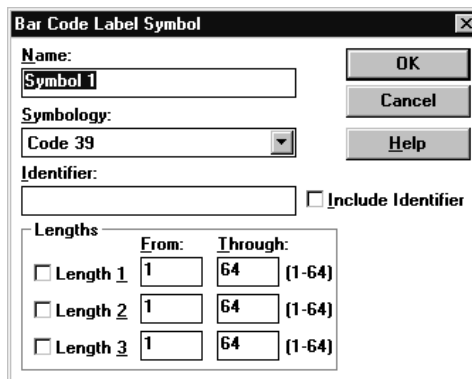 Bar Code Label Symbol
Name:
Symbol 1
OK
Cancel
Symbology:
Code 39
Help
Identifier:
Include Identifier
Lengths
From: Through:
Length 1 1 64 (1-64)
Length 2 1 64 (1-64)
Length 3 1 64 (1-64)